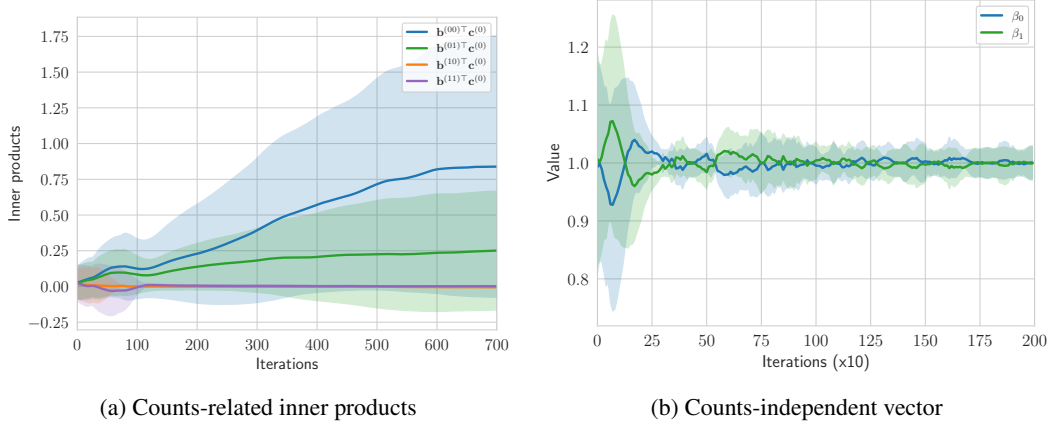 1.75
1.50
1.25
1.00
0.75
0.50
0.25
0.00
−0.25
Inner products
0
100
200
300
400
500
600
700
Iterations
b(00)⊤c(0)
b(01)⊤c(0)
b(10)⊤c(0)
b(11)⊤c(0)
(a) Counts-related inner products
1.2
1.1
1.0
0.9
0.8
Value
0
25
50
75
100
125
150
175
200
Iterations (x10)
β0
β1
(b) Counts-independent vector